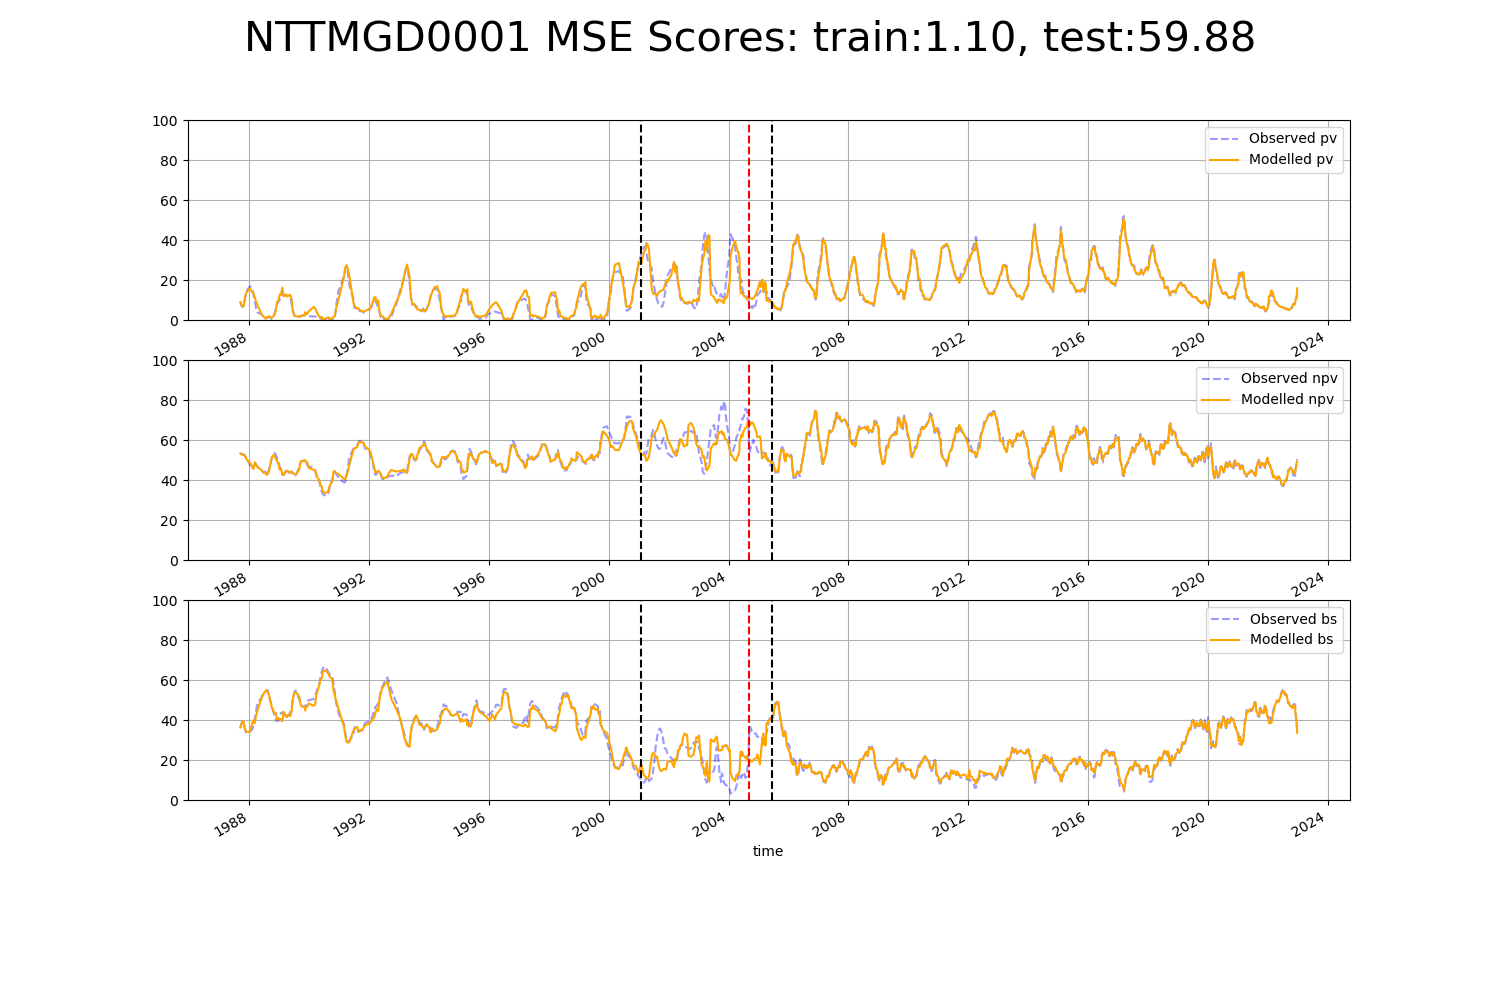 NTTMGD0001 MSE Scores: train:1.10, test:59.88
100
80
60
40
20
0
Observed pv
Modelled pv
1988 1992 1996 2000 2004 2008 2012 2016 2020 2024
100
80
60
40
20
0
Observed npv
Modelled npv
1988 1992 1996 2000 2004 2008 2012 2016 2020 2024
100
80
60
40
20
0
Observed bs
Modelled bs
1988 1992 1996 2000 2004 2008 2012 2016 2020 2024
time